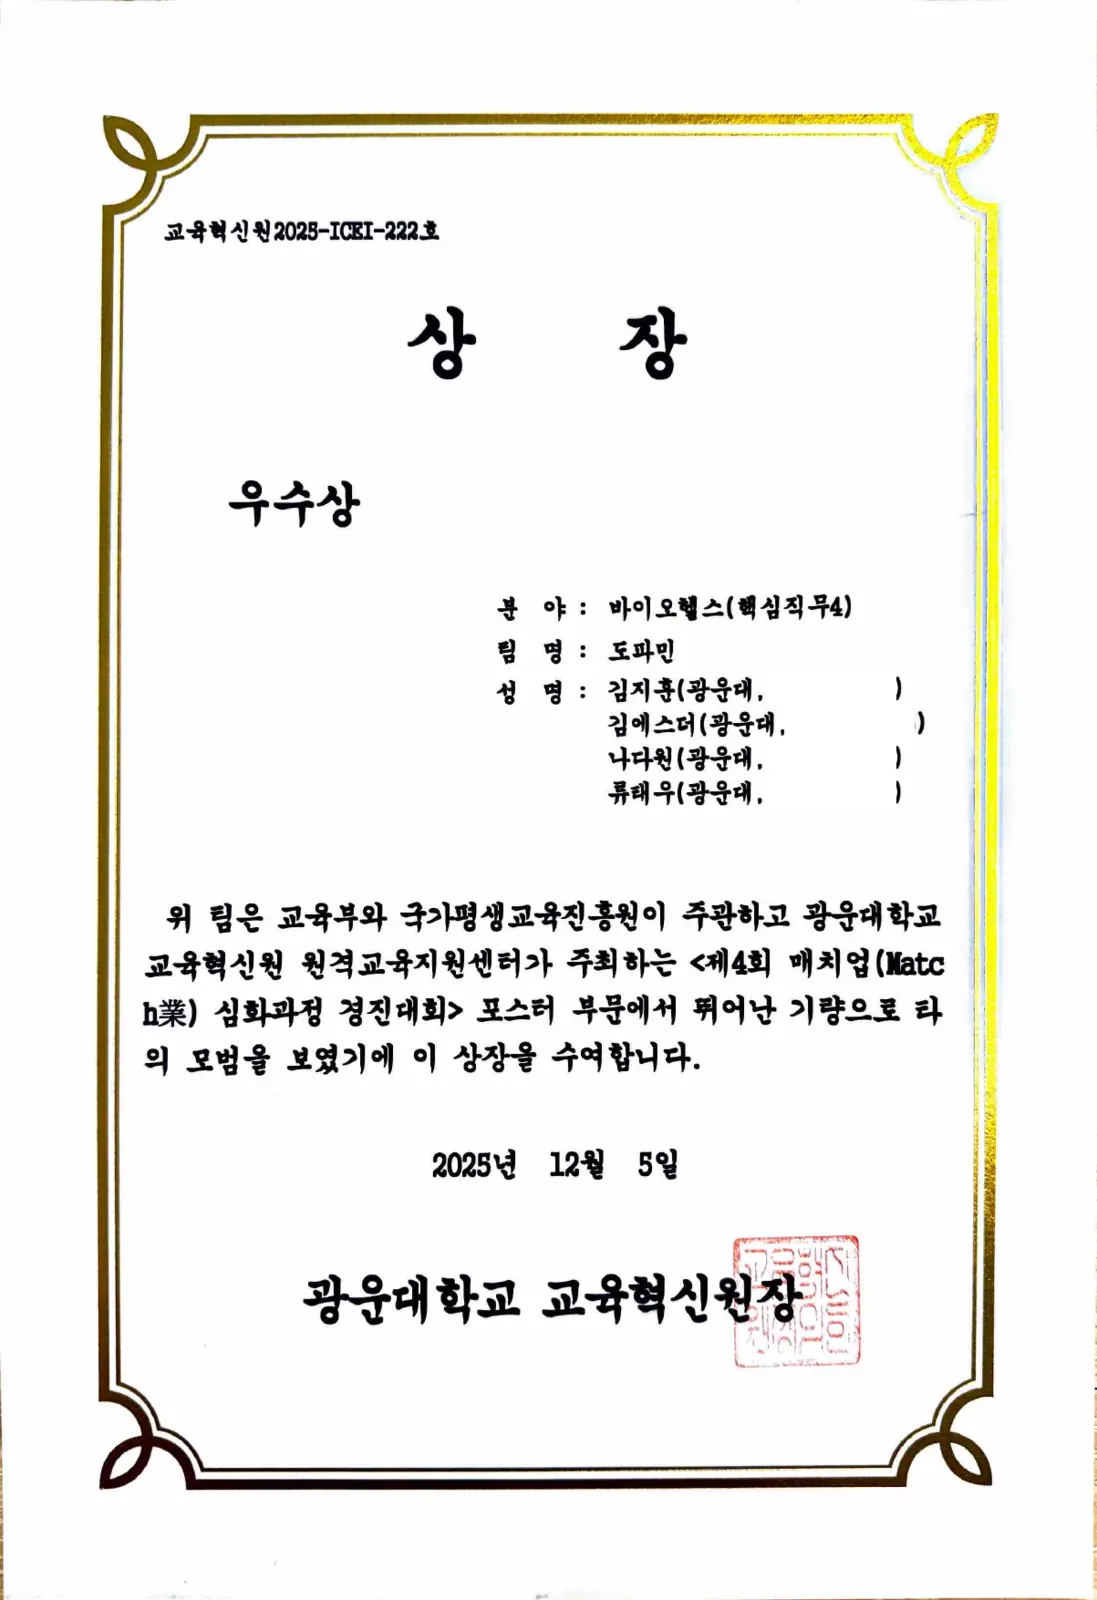 교육혁신원2025-ICEI-222호
상 장
우수상
분 야 : 바이오헬스(핵심직무4)
팀 명 : 도파민
성 명 : 김지훈(광운대, )
김에스더(광운대, )
나다원(광운대, )
류태우(광운대, )
위 팀은 교육부와 국가평생교육진흥원이 주관하고 광운대학교
교육혁신원 원격교육지원센터가 주최하는 <제4회 매치업(Matc
h業) 심화과정 경진대회> 포스터 부문에서 뛰어난 기량으로 타
의 모범을 보였기에 이 상장을 수여합니다.
2025년 12월 5일
광운대학교 교육혁신원장